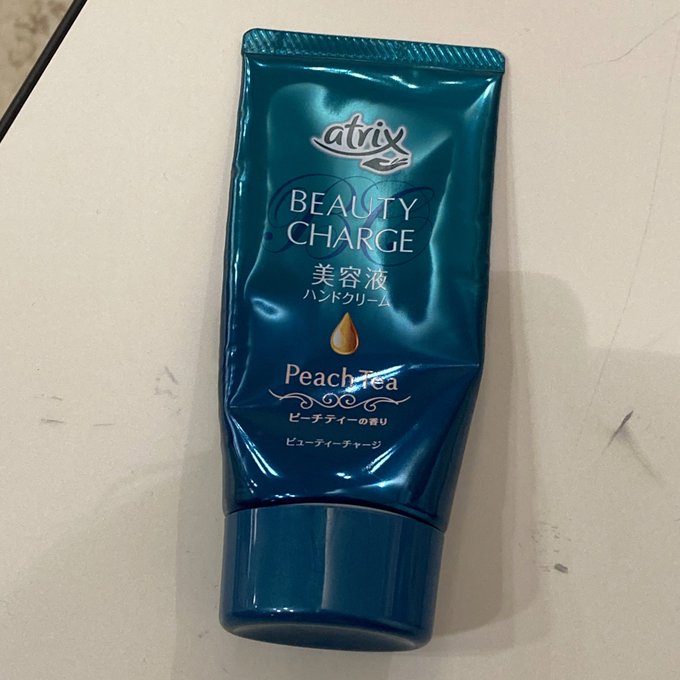 atrix
BEAUTY
CHARGE
美容液
ハンドクリーム
Peach Tea
ピーチティーの香り
ビューティーチャージ